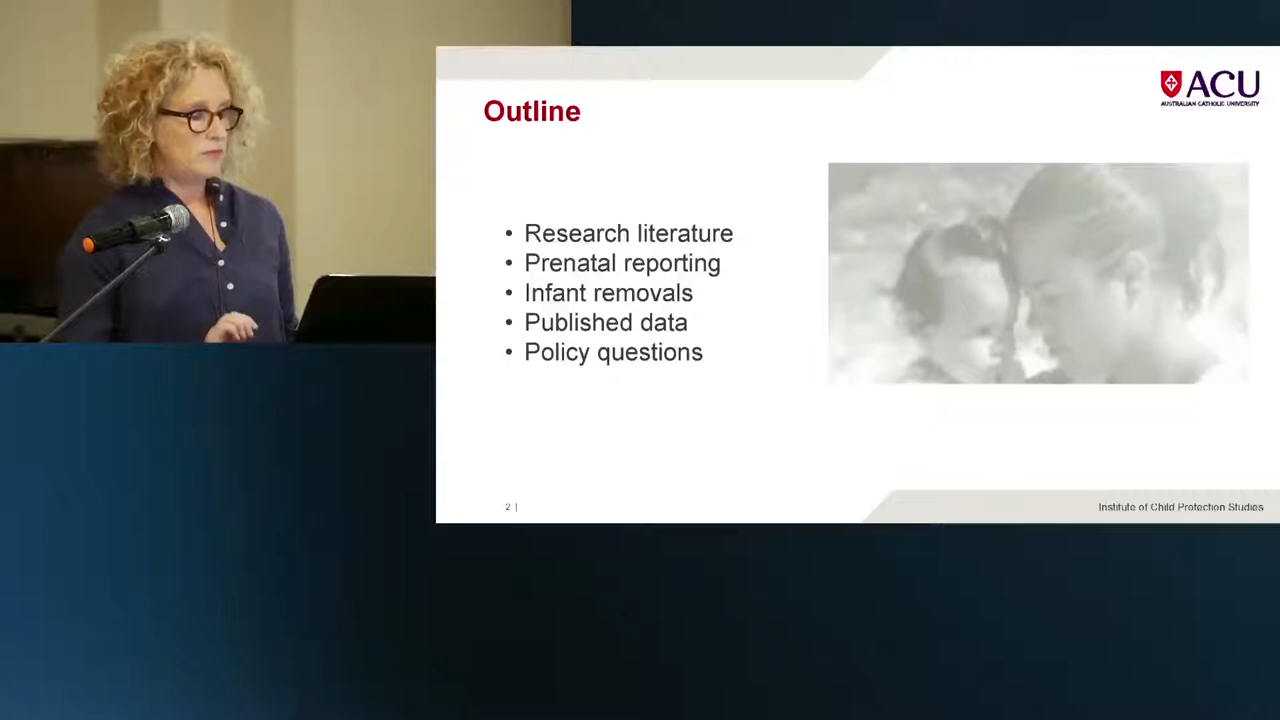 Outline
ACU
AUSTRALIAN CATHOLIC UNIVERSITY
• Research literature
• Prenatal reporting
• Infant removals
• Published data
• Policy questions
2 |
Institute of Child Protection Studies